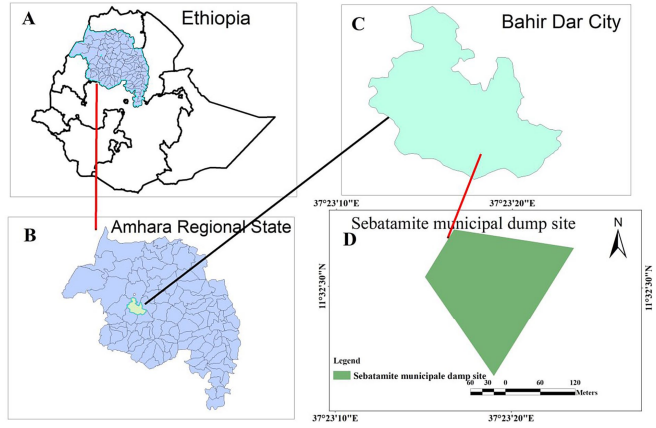 A
Ethiopia
C
Bahir Dar City
37°23'10"E
37°23'20"E
B
Amhara Regional State
Sebatamite municipal dump site
D
N
11°32'30"N
11°32'30"N
Legend
Sebatamite municipale dump site
60 30 0 60 120
Meters
37°23'10"E
37°23'20"E